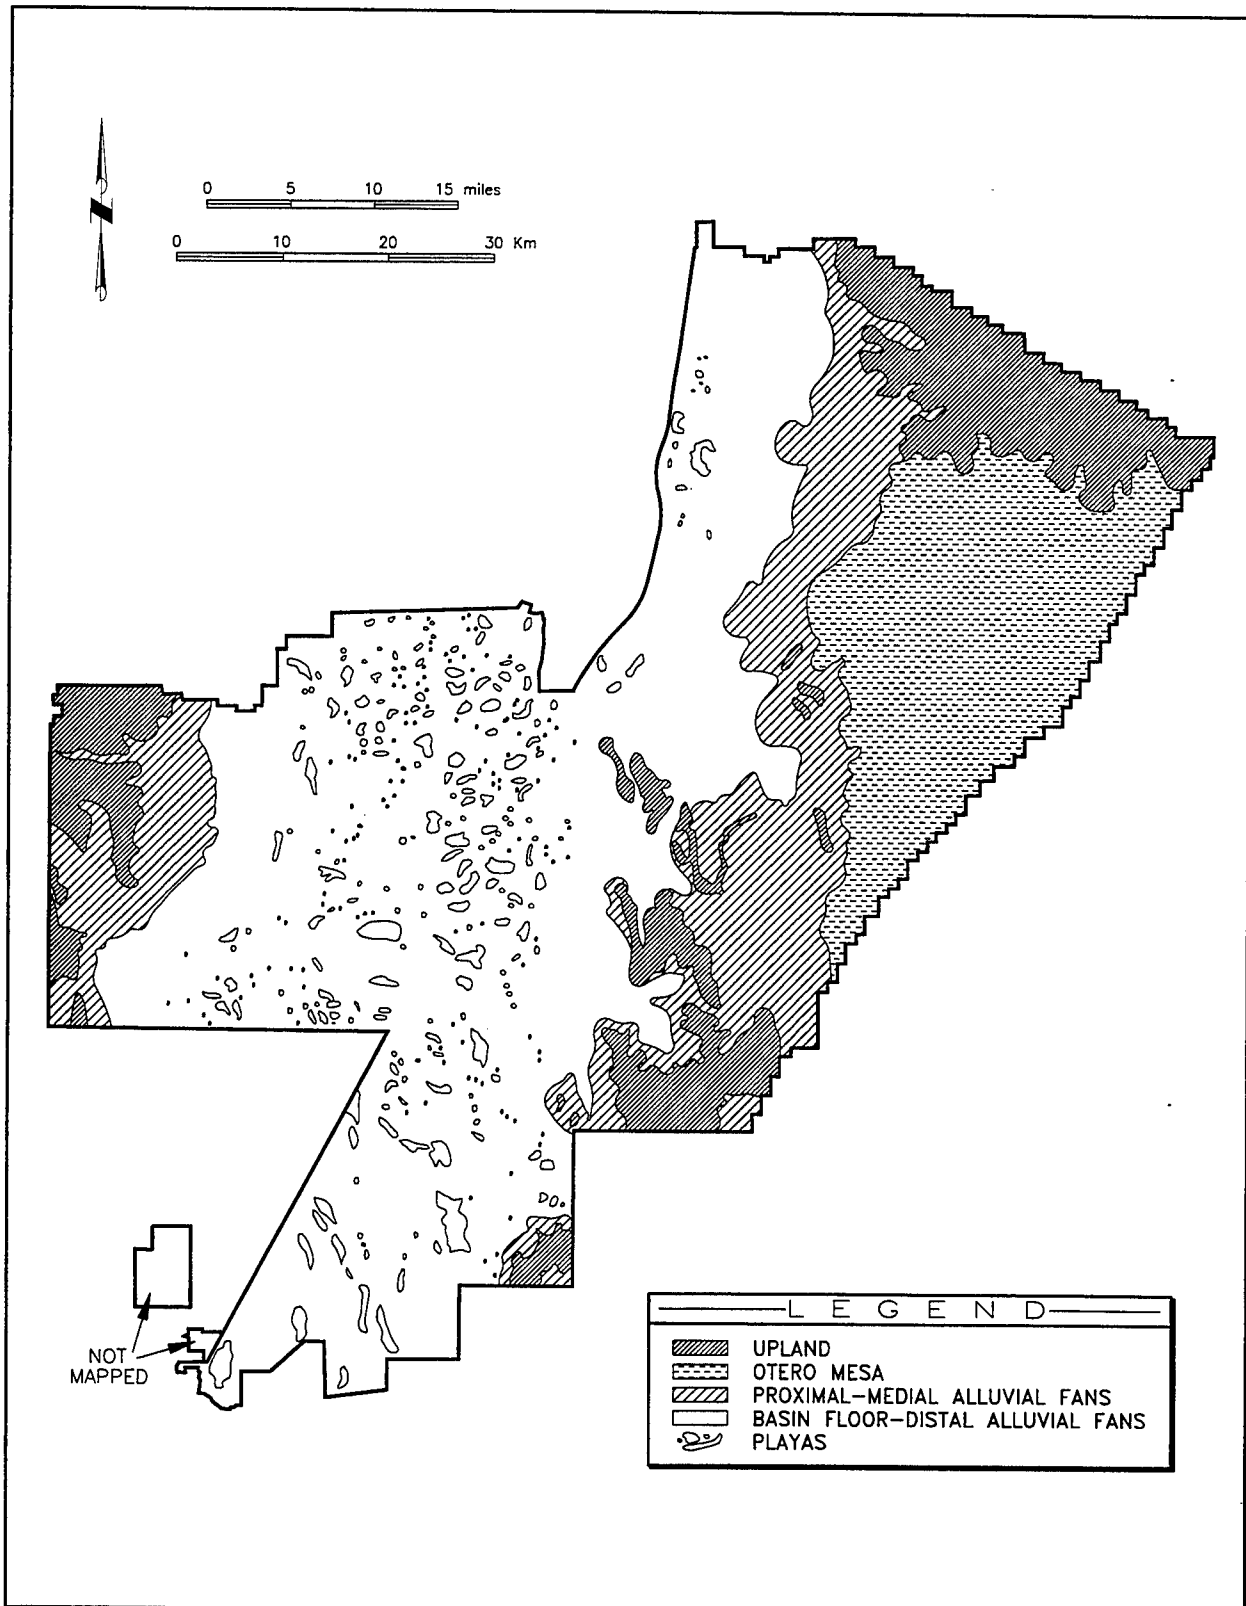 0 5 10 15 miles
0 10 20 30 Km
N
NOT
MAPPED
LEGEND
UPLAND
OTERO MESA
PROXIMAL-MEDIAL ALLUVIAL FANS
BASIN FLOOR-DISTAL ALLUVIAL FANS
PLAYAS